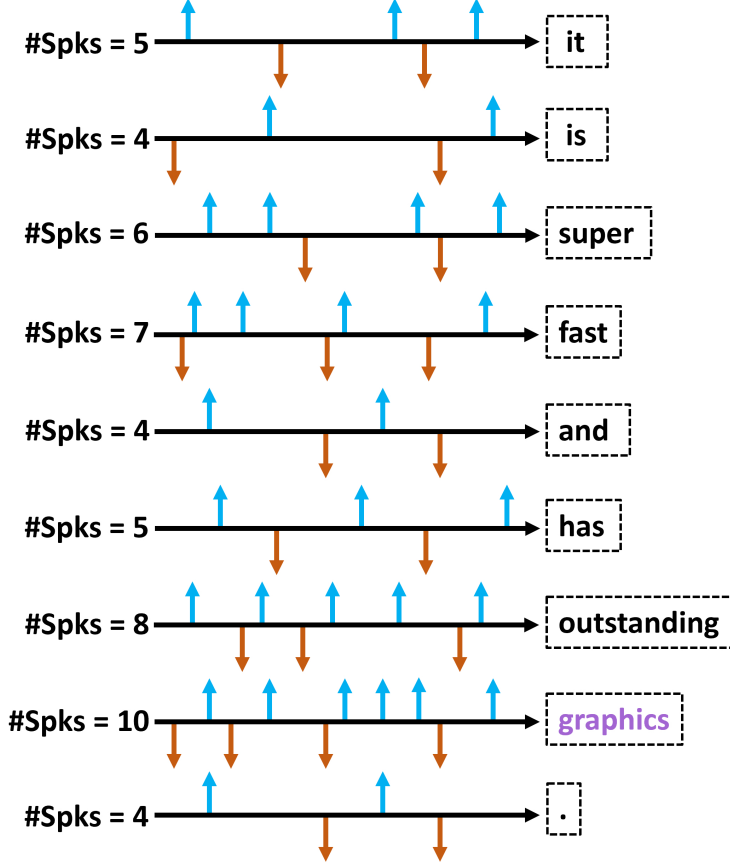 #Spks = 5 it
#Spks = 4 is
#Spks = 6 super
#Spks = 7 fast
#Spks = 4 and
#Spks = 5 has
#Spks = 8 outstanding
#Spks = 10 graphics
#Spks = 4 .